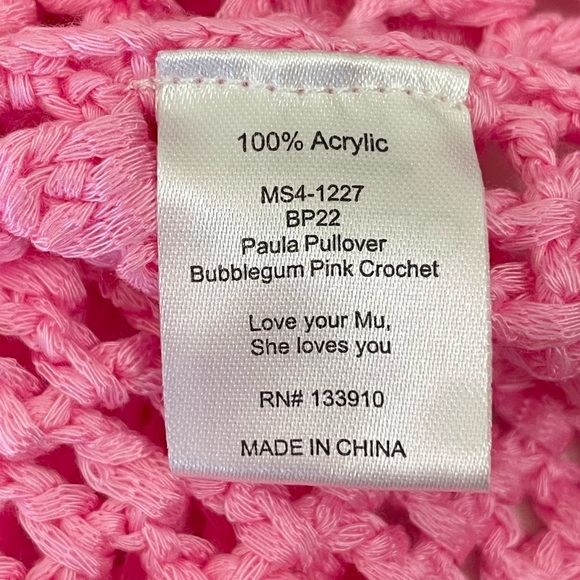 100% Acrylic
MS4-1227
BP22
Paula Pullover
Bubblegum Pink Crochet
Love your Mu,
She loves you
RN# 133910
MADE IN CHINA